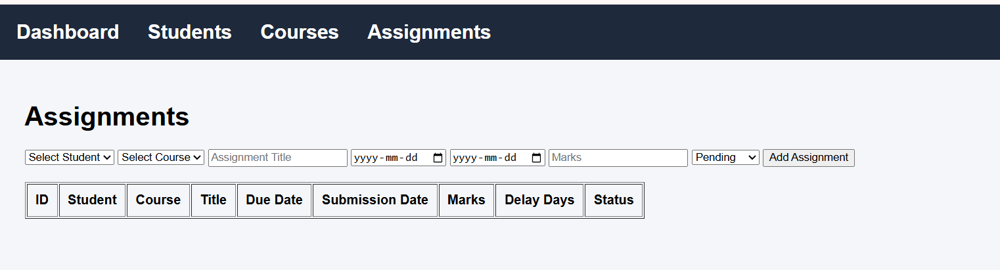 Dashboard Students Courses Assignments
Assignments
Select Student Select Course Assignment Title yyyy-mm-dd yyyy-mm-dd Marks Pending Add Assignment
ID Student Course Title Due Date Submission Date Marks Delay Days Status